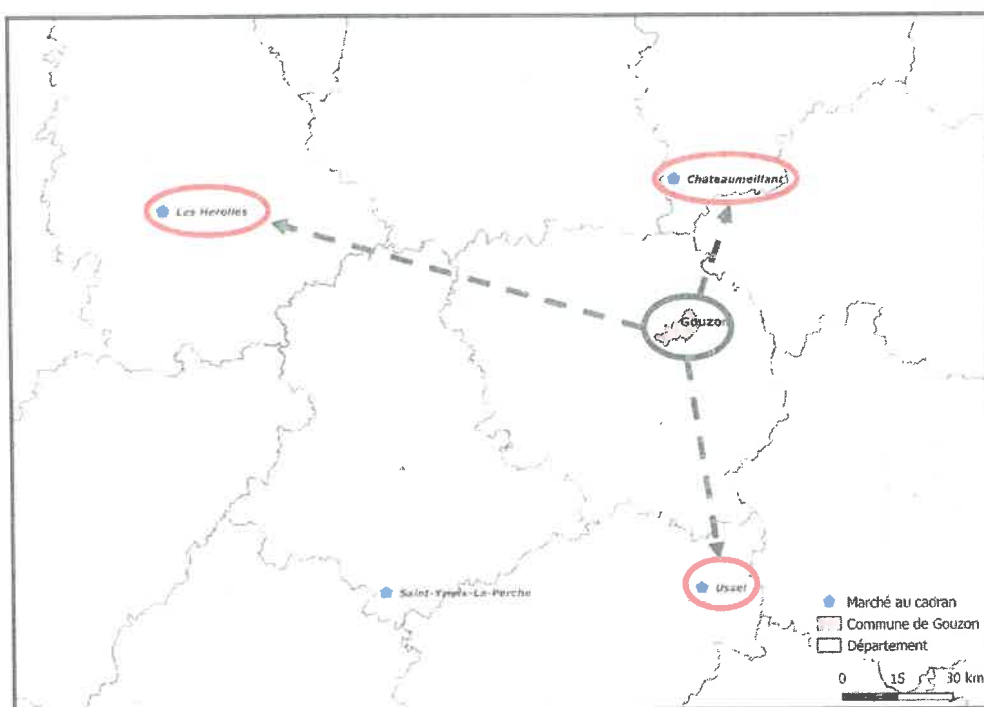 Chateaumeillant
Les Herolles
Gouzon
Saint-Yrieix-La-Perche
Ussel
Marché au cadran
Commune de Gouzon
Département
0 15 30 km